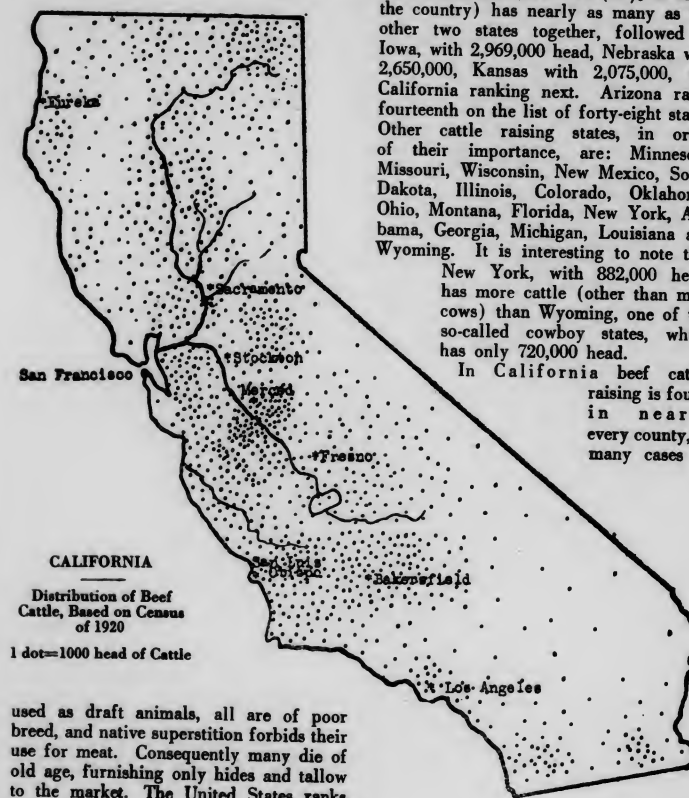 Eureka
Sacramento
Stockton
San Francisco
Merced
Fresno
San Luis
Obispo
Bakersfield
Los Angeles
CALIFORNIA
Distribution of Beef
Cattle, Based on Census
of 1920
1 dot=1000 head of Cattle
used as draft animals, all are of poor
breed, and native superstition forbids their
use for meat. Consequently many die of
old age, furnishing only hides and tallow
to the market. The United States ranks
the country) has nearly as many as
other two states together, followed
Iowa, with 2,969,000 head, Nebraska w
2,650,000, Kansas with 2,075,000,
California ranking next. Arizona ra
fourteenth on the list of forty-eight sta
Other cattle raising states, in or
of their importance, are: Minnes
Missouri, Wisconsin, New Mexico, So
Dakota, Illinois, Colorado, Oklahor
Ohio, Montana, Florida, New York, A
bama, Georgia, Michigan, Louisiana a
Wyoming. It is interesting to note t
New York, with 882,000 he
has more cattle (other than m
cows) than Wyoming, one of
so-called cowboy states, wh
has only 720,000 head.
In California beef cat
raising is fou
in near
every county,
many cases